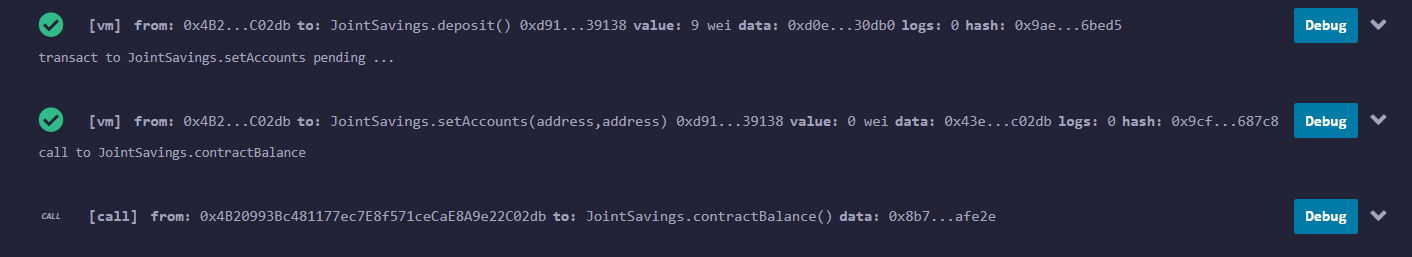 [vm] from: 0x4B2...C02db to: JointSavings.deposit() 0xd91...39138 value: 9 wei data: 0xd0e...30db0 logs: 0 hash: 0x9ae...6bed5 Debug
transact to JointSavings.setAccounts pending ...
[vm] from: 0x4B2...C02db to: JointSavings.setAccounts(address,address) 0xd91...39138 value: 0 wei data: 0x43e...c02db logs: 0 hash: 0x9cf...687c8 Debug
call to JointSavings.contractBalance
CALL [call] from: 0x4B20993Bc481177ec7E8f571ceCaE8A9e22C02db to: JointSavings.contractBalance() data: 0x8b7...afe2e Debug